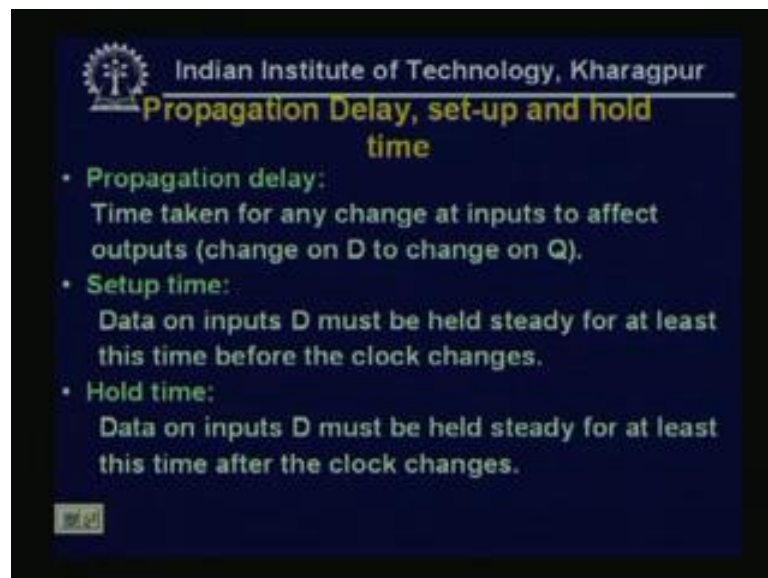 Indian Institute of Technology, Kharagpur
Propagation Delay, set-up and hold
time
• Propagation delay:
Time taken for any change at inputs to affect
outputs (change on D to change on Q).
• Setup time:
Data on inputs D must be held steady for at least
this time before the clock changes.
• Hold time:
Data on inputs D must be held steady for at least
this time after the clock changes.